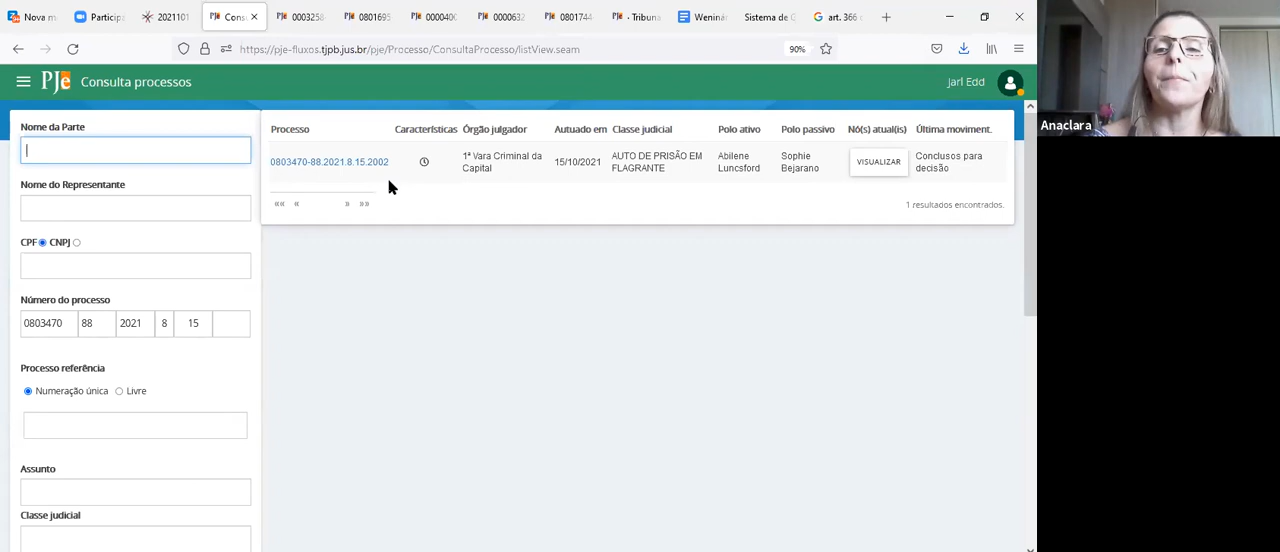 Nova m
Particip
2021101
Cons
0003258
080169
000040
0000632
0801744
· Tribuna
Weniná
Sistema de G
art. 366 c
https://pje-fluxos.tjpb.jus.br/pje/Processo/ConsultaProcesso/listView.seam
90%
PJe Consulta processos
Jarl Edd
Anaclara
Nome da Parte
Nome do Representante
CPF CNPJ
Número do processo
0803470 88 2021 8 15
Processo referência
Numeração única Livre
Assunto
Classe judicial
Processo Características Órgão julgador Autuado em Classe judicial Polo ativo Polo passivo Nó(s) atual(is) Última moviment.
0803470-88.2021.8.15.2002 1ª Vara Criminal da Capital 15/10/2021 AUTO DE PRISÃO EM FLAGRANTE Abilene Luncsford Sophie Bejarano VISUALIZAR Conclusos para decisão
«« « » »»
1 resultados encontrados.